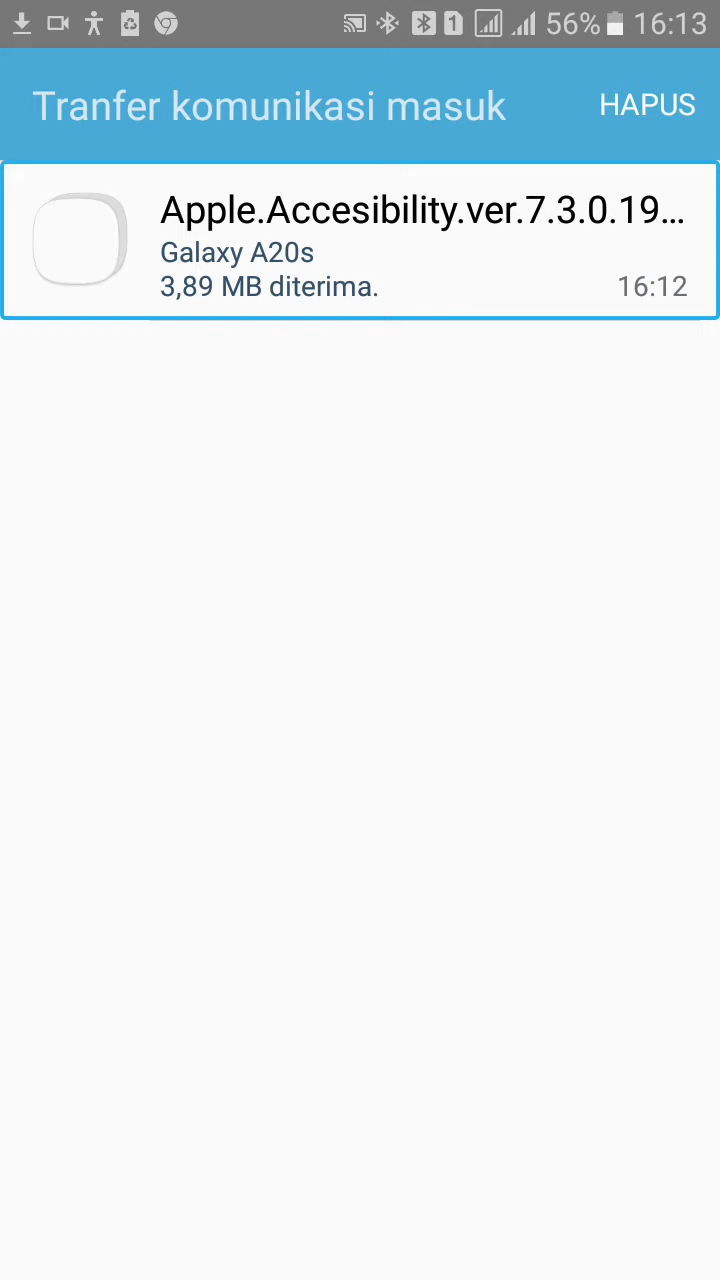 1 56% 16:13
Tranfer komunikasi masuk HAPUS
Apple.Accesibility.ver.7.3.0.19...
Galaxy A20s
3,89 MB diterima. 16:12